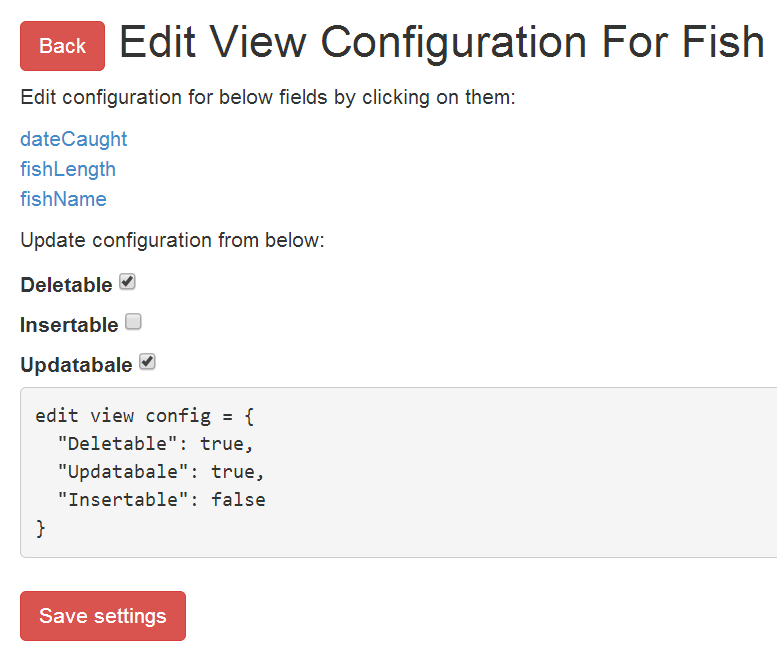 Back Edit View Configuration For Fish
Edit configuration for below fields by clicking on them:
dateCaught
fishLength
fishName
Update configuration from below:
Deletable
Insertable
Updatabale
edit view config = {
  "Deletable": true,
  "Updatabale": true,
  "Insertable": false
}
Save settings